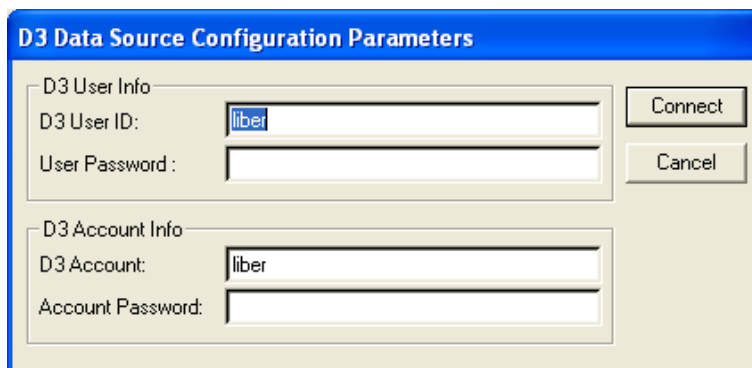 D3 Data Source Configuration Parameters
D3 User Info
D3 User ID: liber
Connect
User Password :
Cancel
D3 Account Info
D3 Account: liber
Account Password: